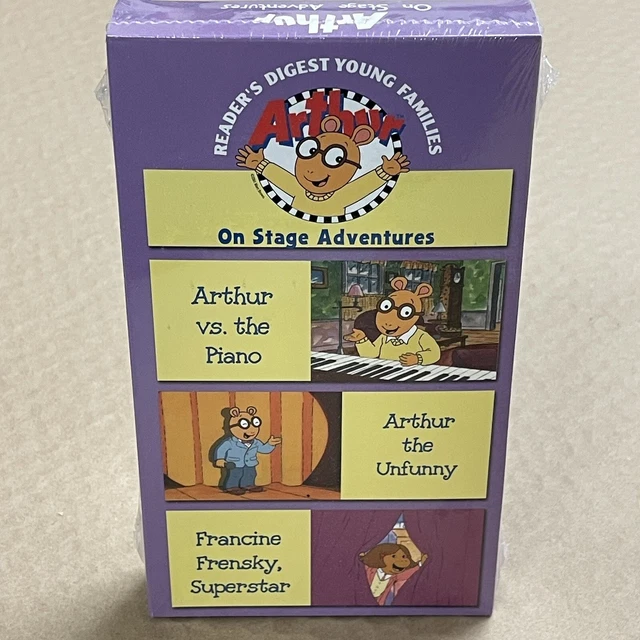 Arthur
On Stage Adventures
READER'S DIGEST YOUNG FAMILIES
Arthur
On Stage Adventures
Arthur
vs. the
Piano
Arthur
the
Unfunny
Francine
Frensky,
Superstar